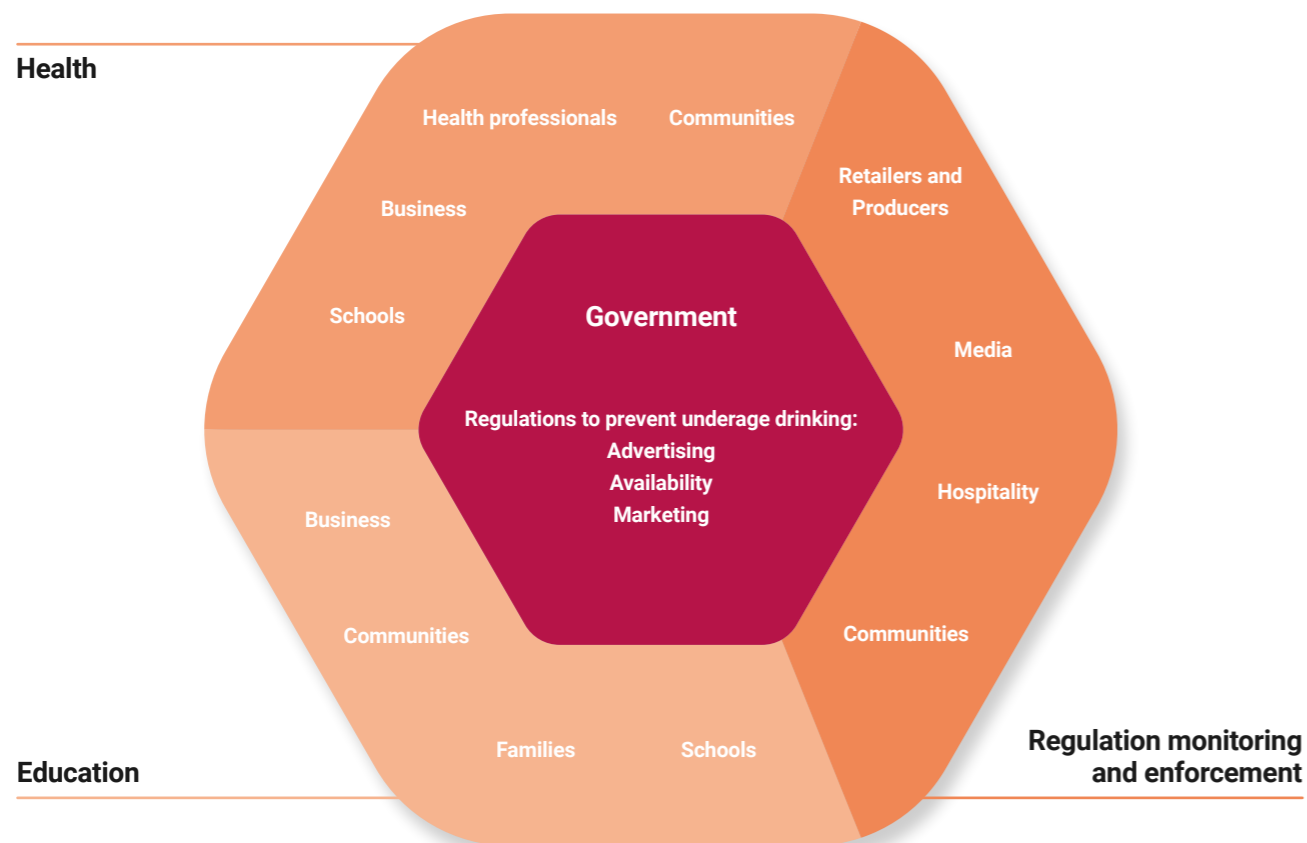 Health
Health professionals
Communities
Business
Schools
Retailers and
Producers
Media
Hospitality
Communities
Government
Regulations to prevent underage drinking:
Advertising
Availability
Marketing
Business
Communities
Families
Schools
Education
Regulation monitoring
and enforcement